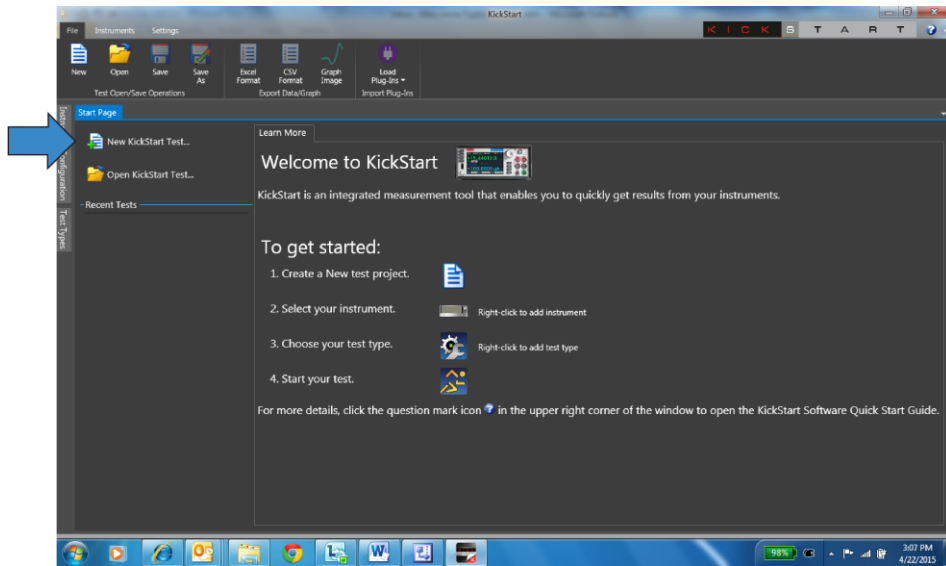 KickStart
KICKSTART
File Instruments Settings
New Open Save Save As Excel Format CSV Format Graph Image Load Plug-Ins
Test Open/Save Operations Export Data/Graph Import Plug-Ins
Start Page
Configuration
Test Types
New KickStart Test...
Open KickStart Test...
Recent Tests
Learn More
Welcome to KickStart
KickStart is an integrated measurement tool that enables you to quickly get results from your instruments.
To get started:
1. Create a New test project.
2. Select your instrument. Right-click to add instrument
3. Choose your test type. Right-click to add test type
4. Start your test.
For more details, click the question mark icon ? in the upper right corner of the window to open the KickStart Software Quick Start Guide.
98%
3:07 PM
4/22/2015